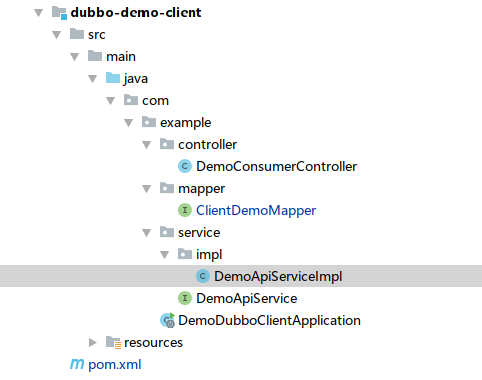 dubbo-demo-client
src
main
java
com
example
controller
DemoConsumerController
mapper
ClientDemoMapper
service
impl
DemoApiServiceImpl
DemoApiService
DemoDubboClientApplication
resources
pom.xml